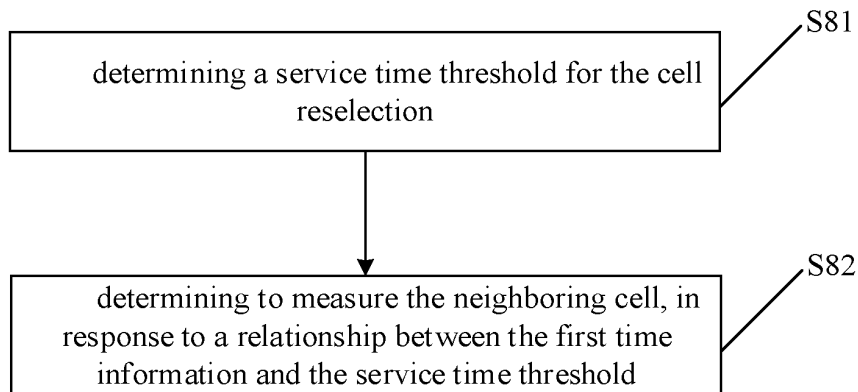 S81
determining a service time threshold for the cell
reselection
S82
determining to measure the neighboring cell, in
response to a relationship between the first time
information and the service time threshold